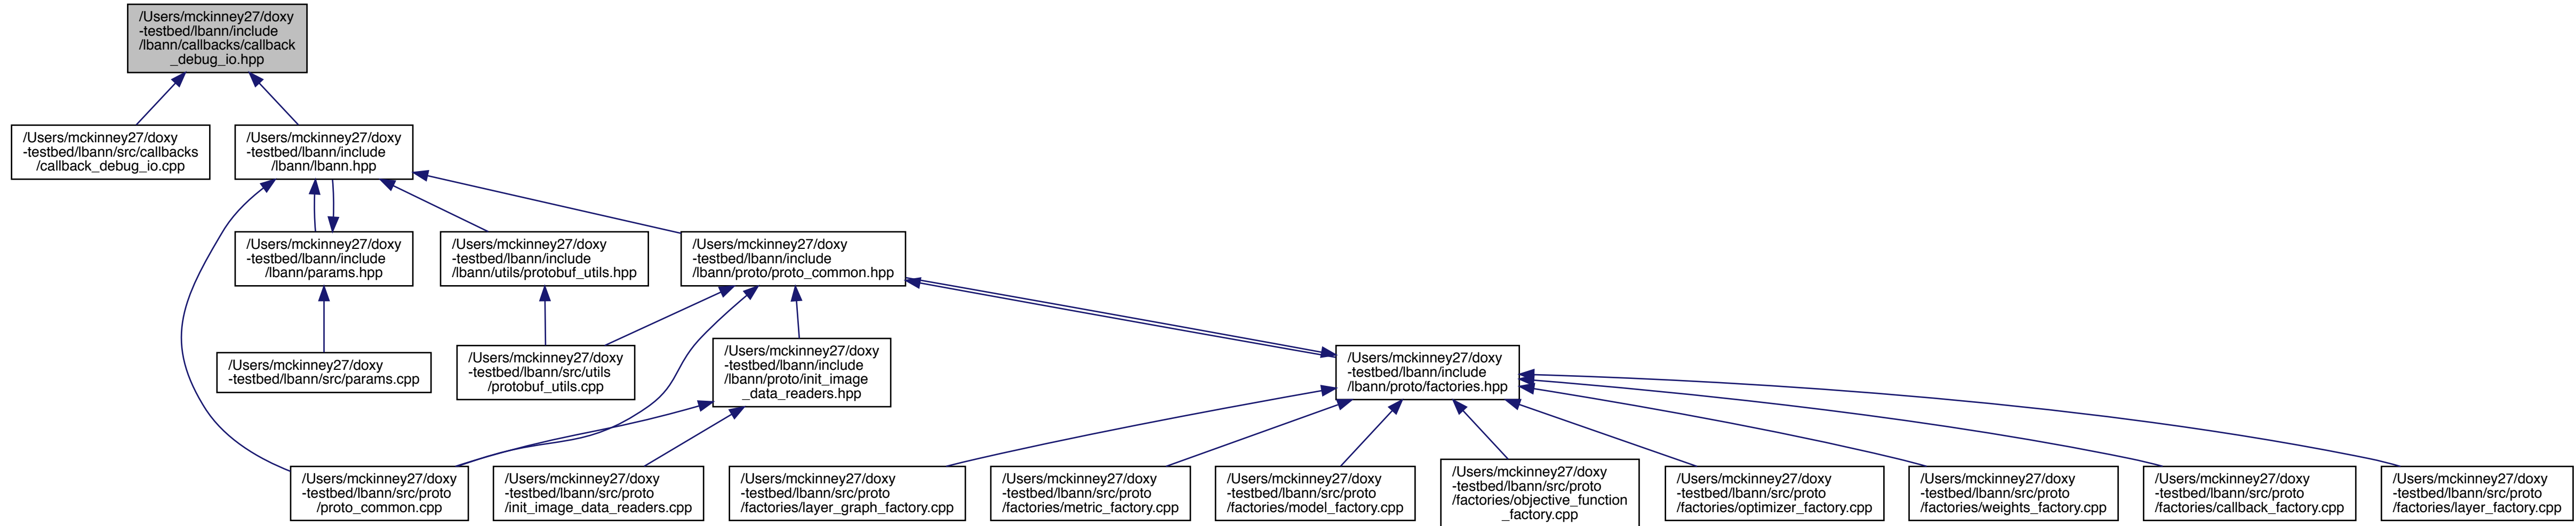 /Users/mckinney27/doxy
-testbed/lbann/include
/lbann/callbacks/callback
_debug_io.hpp
/Users/mckinney27/doxy
-testbed/lbann/src/callbacks
/callback_debug_io.cpp
/Users/mckinney27/doxy
-testbed/lbann/include
/lbann/lbann.hpp
/Users/mckinney27/doxy
-testbed/lbann/include
/lbann/params.hpp
/Users/mckinney27/doxy
-testbed/lbann/include
/lbann/utils/protobuf_utils.hpp
/Users/mckinney27/doxy
-testbed/lbann/include
/lbann/proto/proto_common.hpp
/Users/mckinney27/doxy
-testbed/lbann/src/params.cpp
/Users/mckinney27/doxy
-testbed/lbann/src/utils
/protobuf_utils.cpp
/Users/mckinney27/doxy
-testbed/lbann/include
/lbann/proto/init_image
_data_readers.hpp
/Users/mckinney27/doxy
-testbed/lbann/include
/lbann/proto/factories.hpp
/Users/mckinney27/doxy
-testbed/lbann/src/proto
/proto_common.cpp
/Users/mckinney27/doxy
-testbed/lbann/src/proto
/init_image_data_readers.cpp
/Users/mckinney27/doxy
-testbed/lbann/src/proto
/factories/layer_graph_factory.cpp
/Users/mckinney27/doxy
-testbed/lbann/src/proto
/factories/metric_factory.cpp
/Users/mckinney27/doxy
-testbed/lbann/src/proto
/factories/model_factory.cpp
/Users/mckinney27/doxy
-testbed/lbann/src/proto
/factories/objective_function
_factory.cpp
/Users/mckinney27/doxy
-testbed/lbann/src/proto
/factories/optimizer_factory.cpp
/Users/mckinney27/doxy
-testbed/lbann/src/proto
/factories/weights_factory.cpp
/Users/mckinney27/doxy
-testbed/lbann/src/proto
/factories/callback_factory.cpp
/Users/mckinney27/doxy
-testbed/lbann/src/proto
/factories/layer_factory.cpp